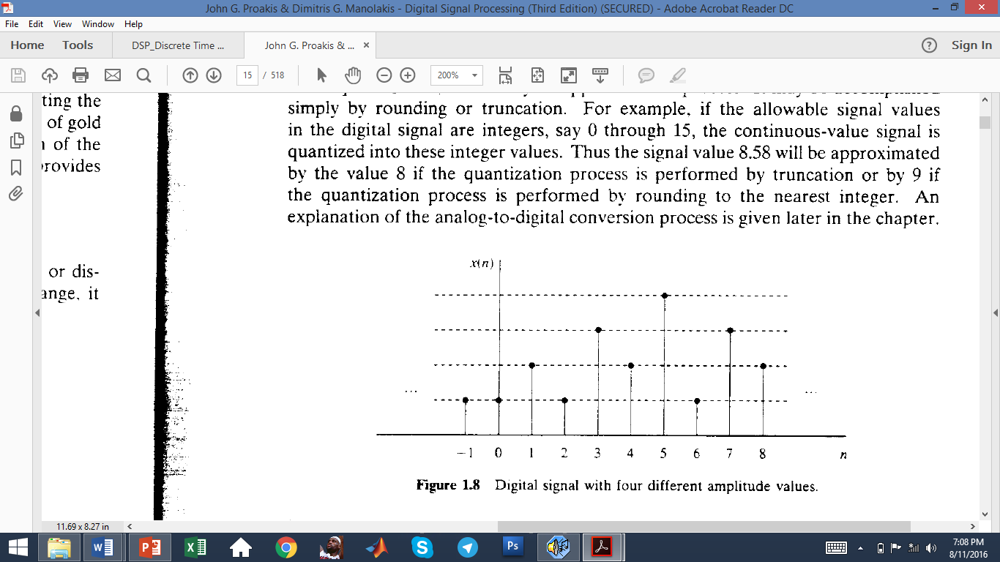 John G. Proakis & Dimitris G. Manolakis - Digital Signal Processing (Third Edition) (SECURED) - Adobe Acrobat Reader DC
File Edit View Window Help
Home Tools DSP_Discrete Time ... John G. Proakis & ... × ? Sign In
15 / 518 200%
ting the
of gold
of the
rovides
or dis-
ange, it
simply by rounding or truncation. For example, if the allowable signal values
in the digital signal are integers, say 0 through 15, the continuous-value signal is
quantized into these integer values. Thus the signal value 8.58 will be approximated
by the value 8 if the quantization process is performed by truncation or by 9 if
the quantization process is performed by rounding to the nearest integer. An
explanation of the analog-to-digital conversion process is given later in the chapter.
x(n)
... ...
−1 0 1 2 3 4 5 6 7 8 n
Figure 1.8 Digital signal with four different amplitude values.
11.69 x 8.27 in
Ps
7:08 PM
8/11/2016